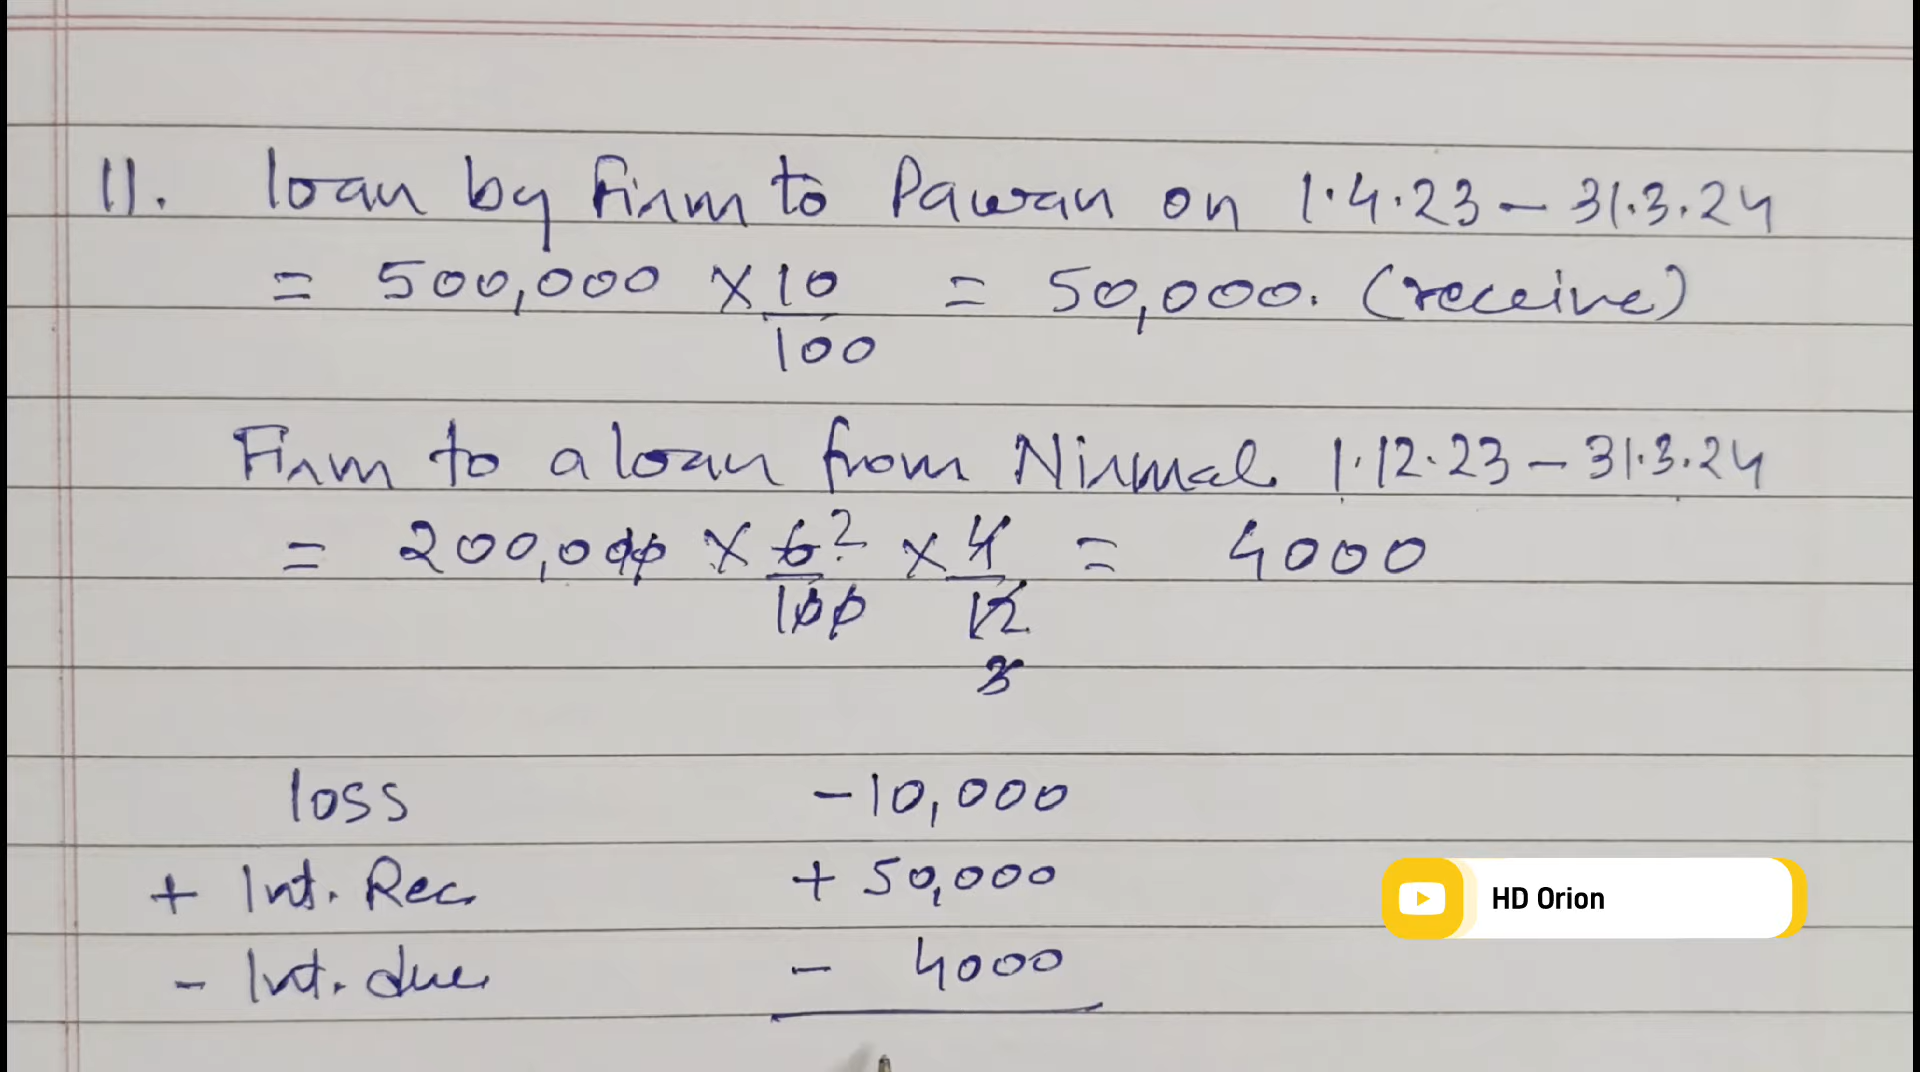 11. loan by Firm to Pawan on 1.4.23 - 31.3.24
= 500,000 × 10/100 = 50,000. (receive)
Firm to a loan from Nirmal 1.12.23 - 31.3.24
= 200,000 × 6/100 2 × 4/12 = 4000
3
loss -10,000
+ Int. Rec. + 50,000
- Int. due - 4000
HD Orion